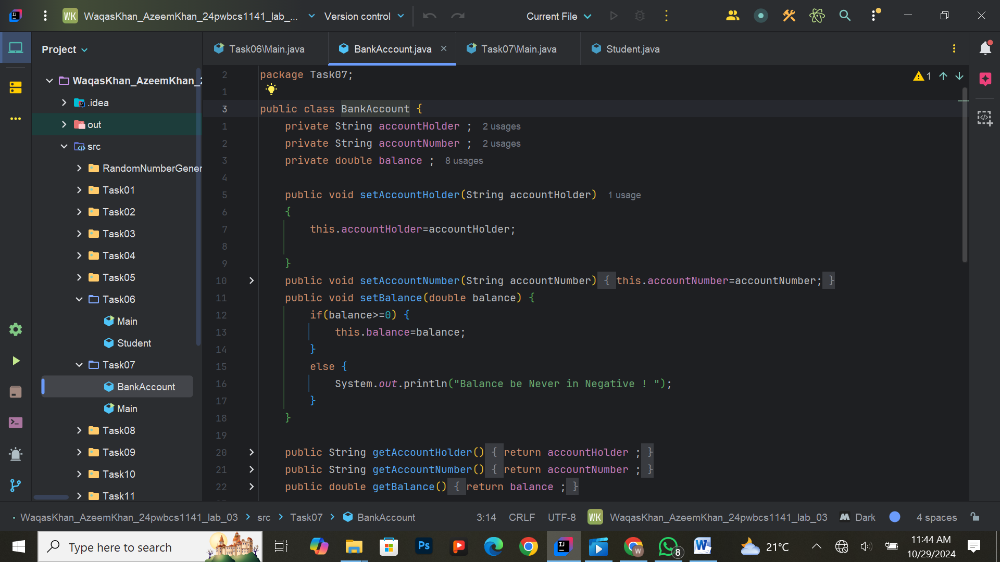 WK WaqasKhan_AzeemKhan_24pwbcs1141_lab_... Version control Current File
Project
Task06\Main.java BankAccount.java Task07\Main.java Student.java
WaqasKhan_AzeemKhan_2
.idea
out
src
RandomNumberGener
Task01
Task02
Task03
Task04
Task05
Task06
Main
Student
Task07
BankAccount
Main
Task08
Task09
Task10
Task11
1
2 package Task07;
1
3 public class BankAccount {
1 private String accountHolder ; 2 usages
2 private String accountNumber ; 2 usages
3 private double balance ; 8 usages
4
5 public void setAccountHolder(String accountHolder) 1 usage
6 {
7 this.accountHolder=accountHolder;
8
9 }
10 public void setAccountNumber(String accountNumber) { this.accountNumber=accountNumber; }
11 public void setBalance(double balance) {
12 if(balance>=0) {
13 this.balance=balance;
14 }
15 else {
16 System.out.println("Balance be Never in Negative ! ");
17 }
18 }
19
20 public String getAccountHolder() { return accountHolder ; }
21 public String getAccountNumber() { return accountNumber ; }
22 public double getBalance() { return balance ; }
WaqasKhan_AzeemKhan_24pwbcs1141_lab_03 src Task07 BankAccount 3:14 CRLF UTF-8 WK WaqasKhan_AzeemKhan_24pwbcs1141_lab_03 Dark 4 spaces
Type here to search Ps 8 21°C 11:44 AM
10/29/2024